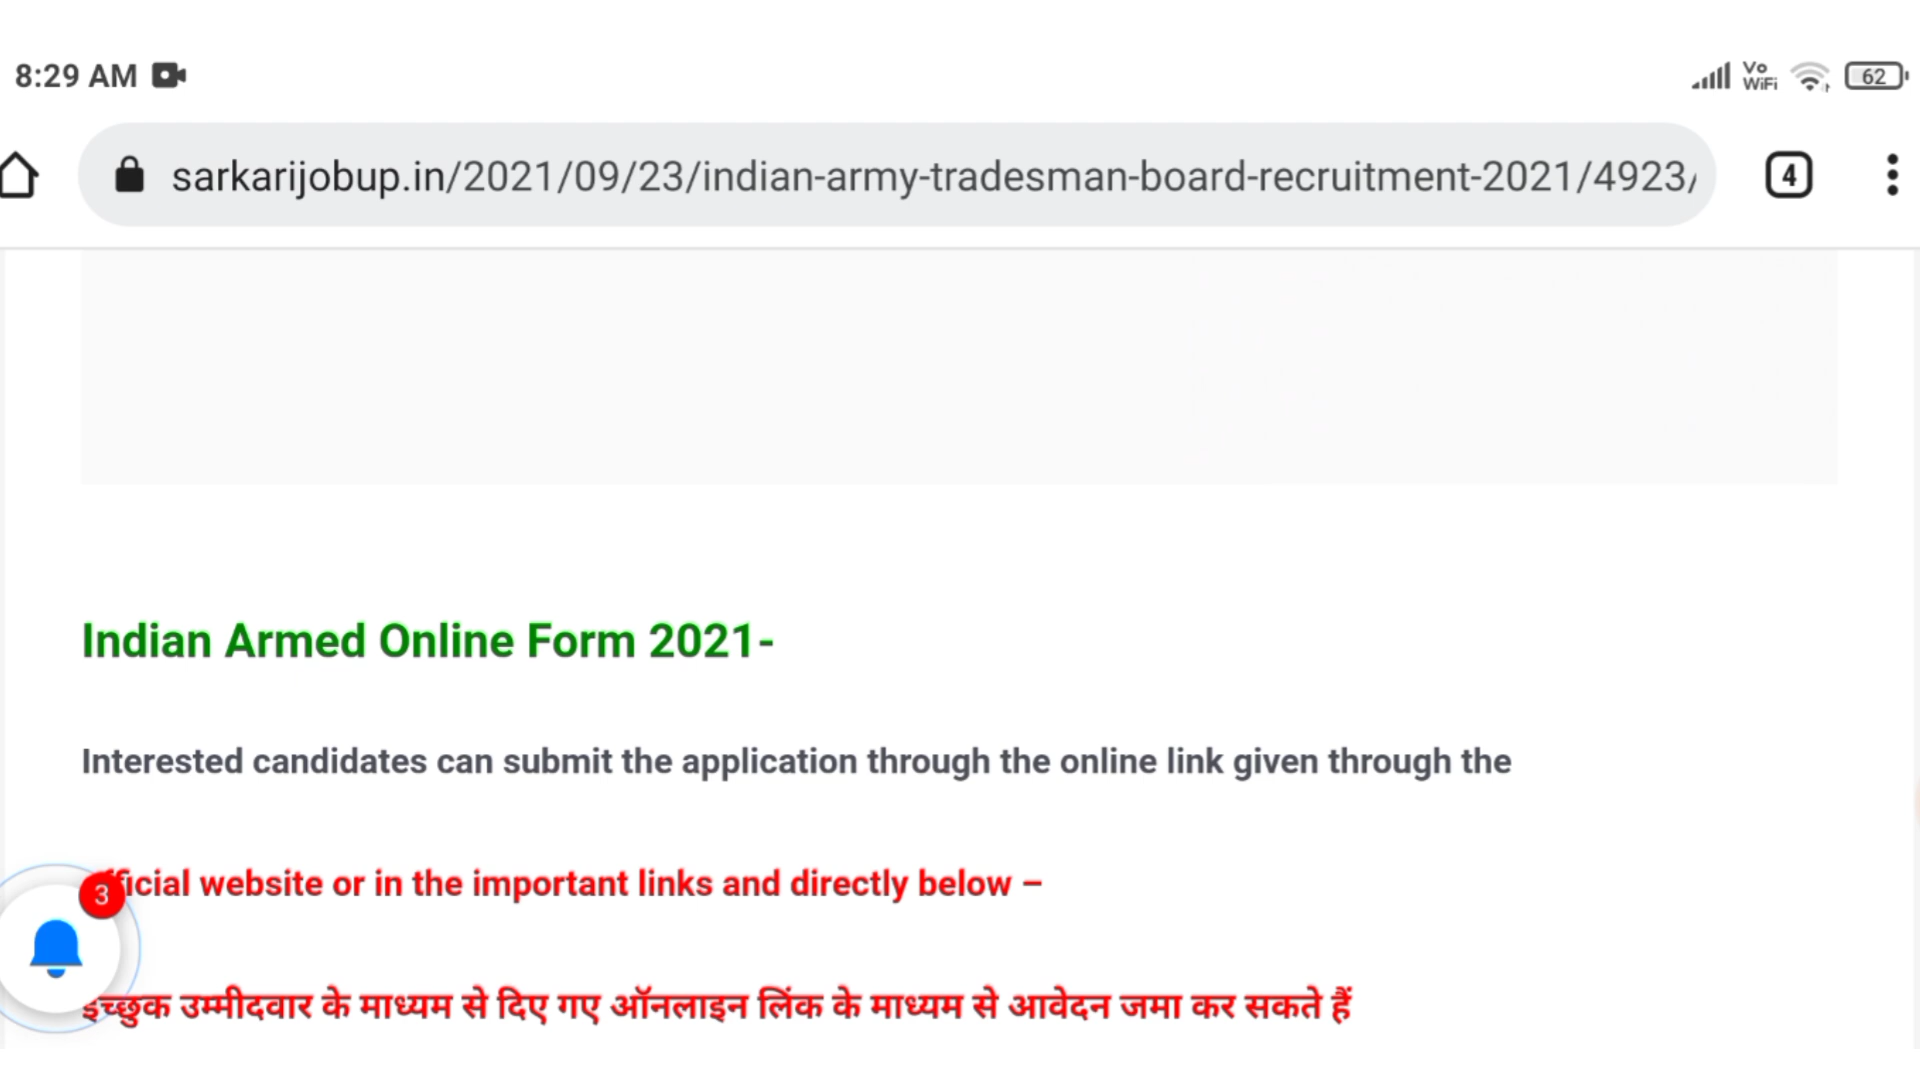 8:29 AM
Vo
WiFi
62
sarkarijobup.in/2021/09/23/indian-army-tradesman-board-recruitment-2021/4923/
4
Indian Armed Online Form 2021-
Interested candidates can submit the application through the online link given through the
website or in the important links and directly below –
3
इच्छुक उम्मीदवार के माध्यम से दिए गए ऑनलाइन लिंक के माध्यम से आवेदन जमा कर सकते हैं